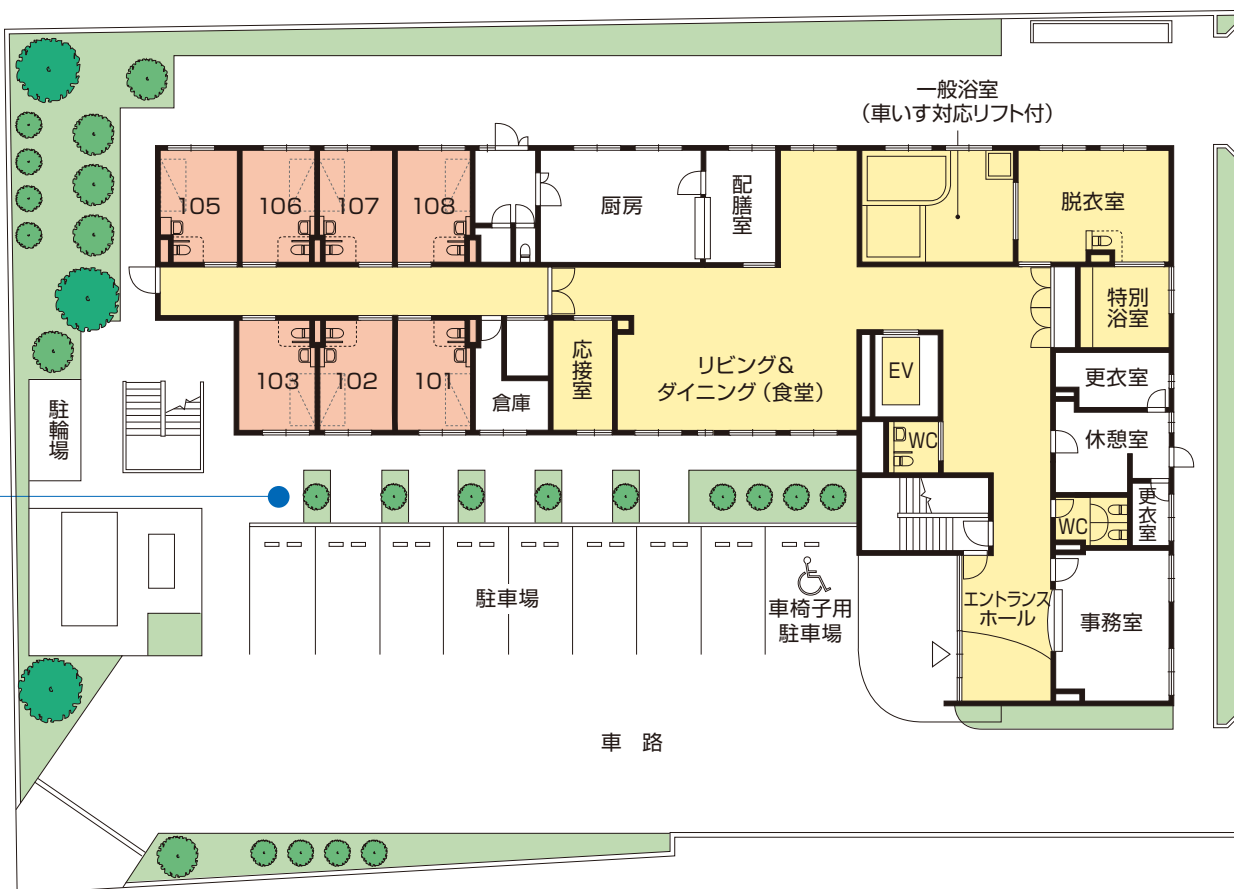 一般浴室
（車いす対応リフト付）
105
106
107
108
厨房
配膳室
脱衣室
特別
浴室
103
102
101
倉庫
応接室
リビング&
ダイニング（食堂）
EV
更衣室
休憩室
WC
駐輪場
WC
更衣室
駐車場
車椅子用
駐車場
エントランス
ホール
事務室
車 路